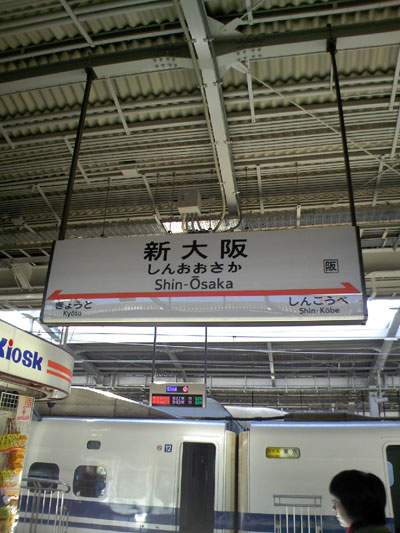 新大阪
しんおおさか
Shin-Ōsaka
阪
きょうと
Kyōto
しんこうべ
Shin-Kōbe
Kiosk
12